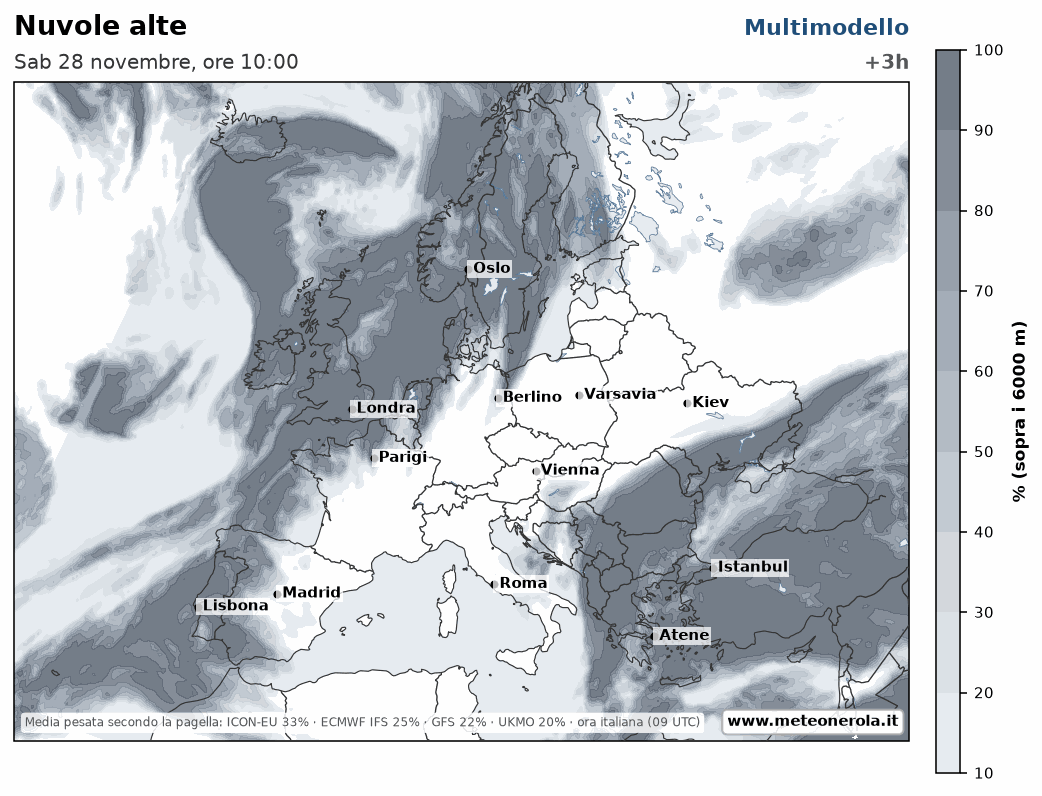 Nuvole alte
Multimodello
Sab 28 novembre, ore 10:00
+3h
100
90
80
70
60
50
40
30
20
10
% (sopra i 6000 m)
Oslo
Berlino
Varsavia
Kiev
Londra
Parigi
Vienna
Istanbul
Roma
Madrid
Lisbona
Atene
Media pesata secondo la pagella: ICON-EU 33% · ECMWF IFS 25% · GFS 22% · UKMO 20% · ora italiana (09 UTC)
www.meteonerola.it